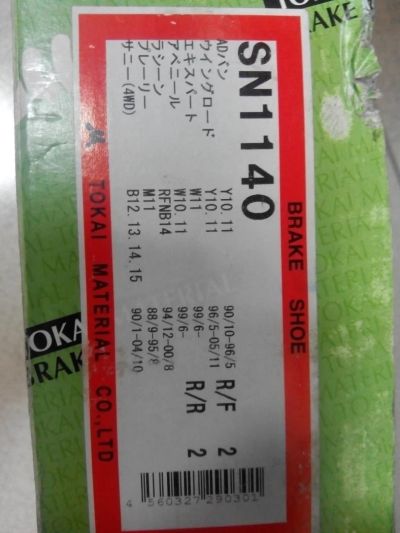 BRAKE SHOE
SN1140
ADバン Y10.11 90/10-96/5 R/F 2
ウイングロード Y10.11 96/5-05/11
エキスパート W11 99/6- R/R 2
アベニール W10.11 99/6-
ラシーン RFNB14 94/12-00/8
プレーリー M11 88/9-95/8
サニー(4WD) B12.13.14.15 90/1-04/10
4 560327 290301
TOKAI MATERIAL CO.,LTD